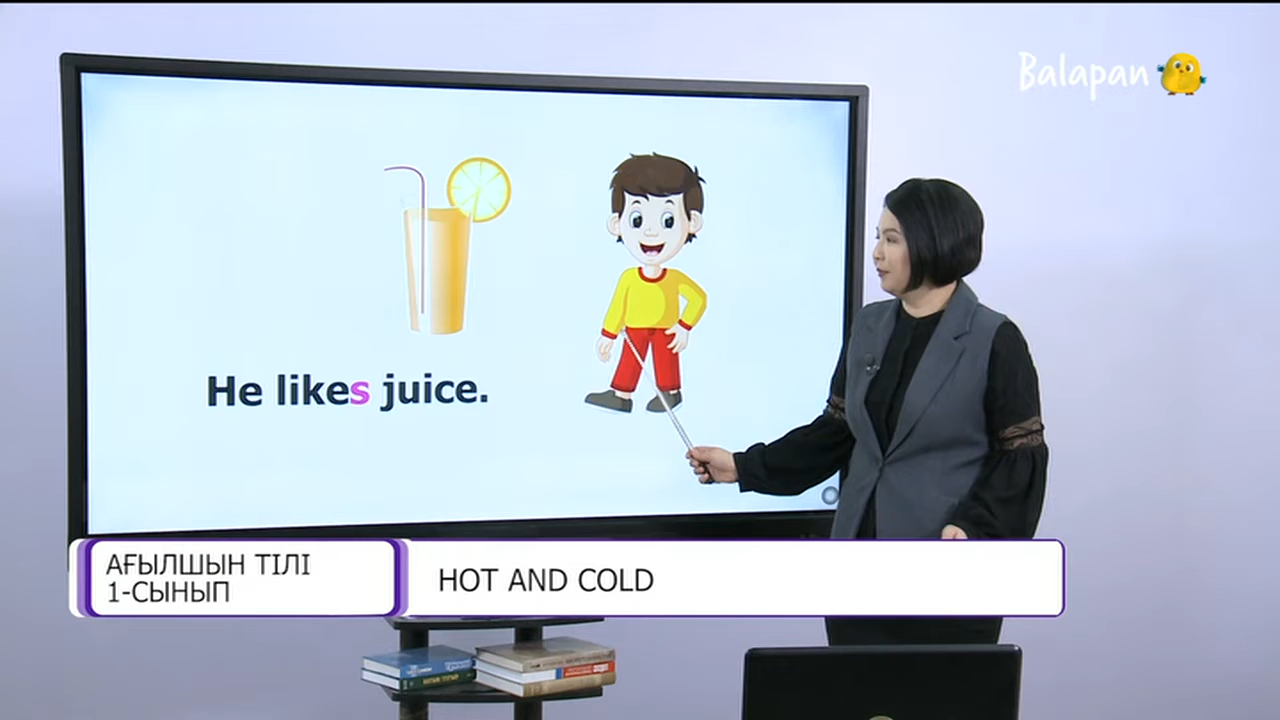 Balapan
He likes juice.
АҒЫЛШЫН ТІЛІ
1-СЫНЫП
HOT AND COLD